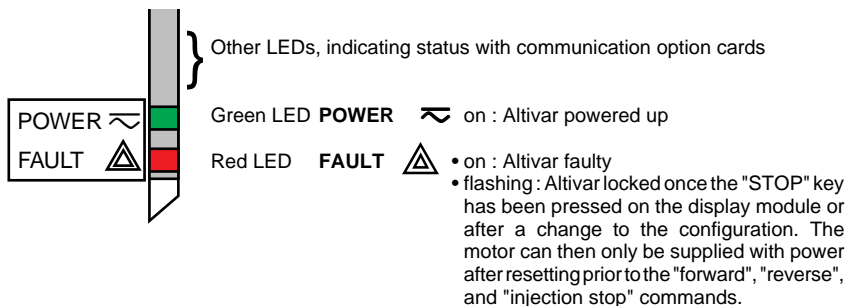 Other LEDs, indicating status with communication option cards
POWER
FAULT
Green LED POWER on : Altivar powered up
Red LED FAULT • on : Altivar faulty
• flashing : Altivar locked once the "STOP" key
has been pressed on the display module or
after a change to the configuration. The
motor can then only be supplied with power
after resetting prior to the "forward", "reverse",
and "injection stop" commands.